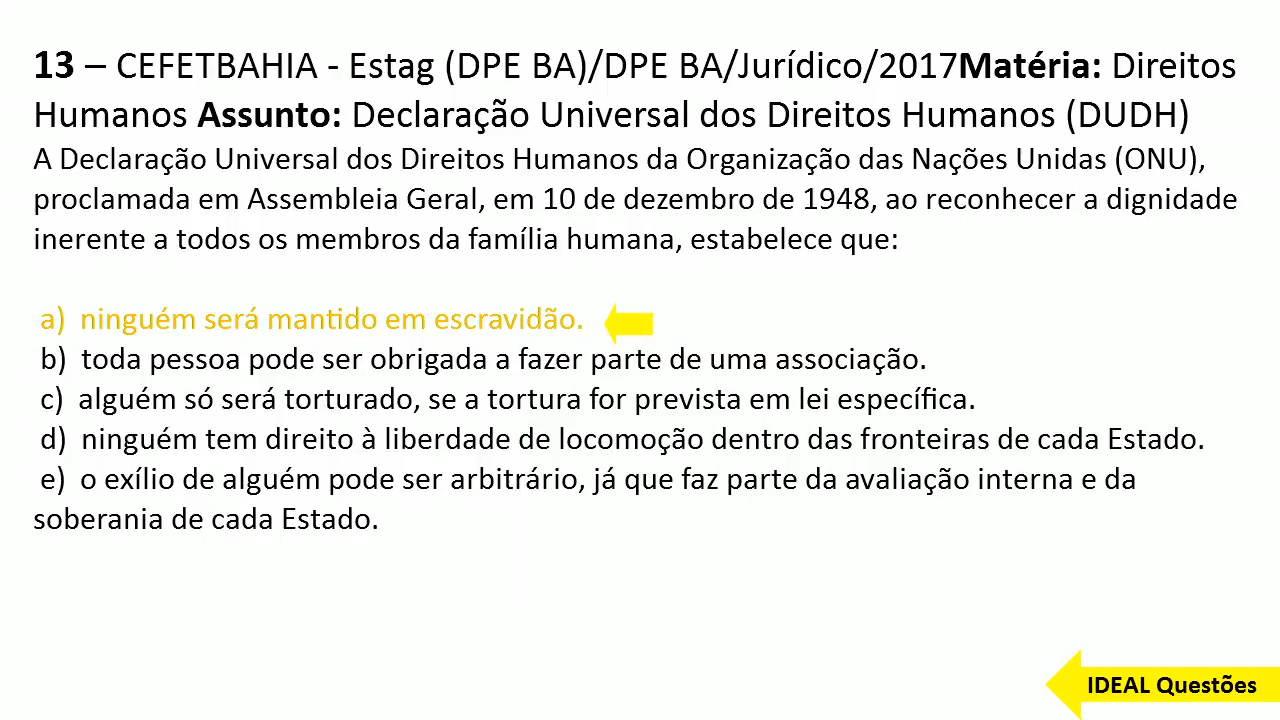 13 – CEFETBAHIA - Estag (DPE BA)/DPE BA/Jurídico/2017Matéria: Direitos
Humanos Assunto: Declaração Universal dos Direitos Humanos (DUDH)
A Declaração Universal dos Direitos Humanos da Organização das Nações Unidas (ONU),
proclamada em Assembleia Geral, em 10 de dezembro de 1948, ao reconhecer a dignidade
inerente a todos os membros da família humana, estabelece que:
a) ninguém será mantido em escravidão.
b) toda pessoa pode ser obrigada a fazer parte de uma associação.
c) alguém só será torturado, se a tortura for prevista em lei específica.
d) ninguém tem direito à liberdade de locomoção dentro das fronteiras de cada Estado.
e) o exílio de alguém pode ser arbitrário, já que faz parte da avaliação interna e da
soberania de cada Estado.
IDEAL Questões